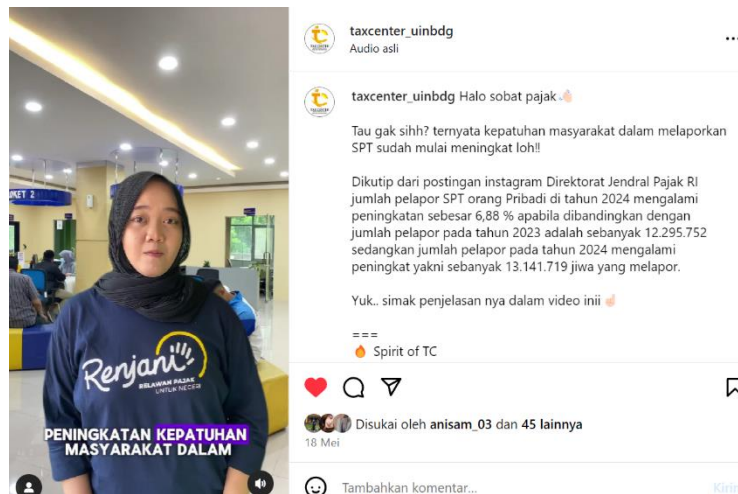 taxcenter_uinbdg
Audio asli
taxcenter_uinbdg Halo sobat pajak
Tau gak sihh? ternyata kepatuhan masyarakat dalam melaporkan
SPT sudah mulai meningkat loh!!
Dikutip dari postingan instagram Direktorat Jendral Pajak RI
jumlah pelapor SPT orang Pribadi di tahun 2024 mengalami
peningkatan sebesar 6,88 % apabila dibandingkan dengan
jumlah pelapor pada tahun 2023 adalah sebanyak 12.295.752
sedangkan jumlah pelapor pada tahun 2024 mengalami
peningkat yakni sebanyak 13.141.719 jiwa yang melapor.
Yuk.. simak penjelasan nya dalam video inii ☝🏻
===
🔥 Spirit of TC
Disukai oleh anisam_03 dan 45 lainnya
18 Mei
Tambahkan komentar...
KET 2
Renjani
RELAWAN PAJAK
UNTUK NEGERI
PENINGKATAN KEPATUHAN
MASYARAKAT DALAM